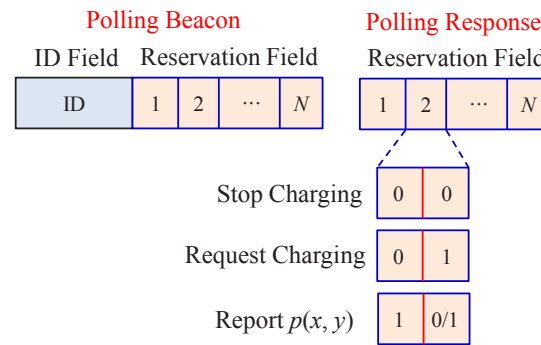 Polling Beacon
Polling Response
ID Field Reservation Field
Reservation Field
ID 1 2 ... N
1 2 ... N
Stop Charging 0 0
Request Charging 0 1
Report p(x, y) 1 0/1